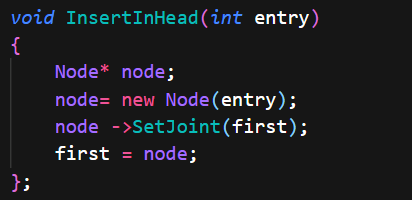 void InsertInHead(int entry)
{
    Node* node;
    node= new Node(entry);
    node ->SetJoint(first);
    first = node;
};